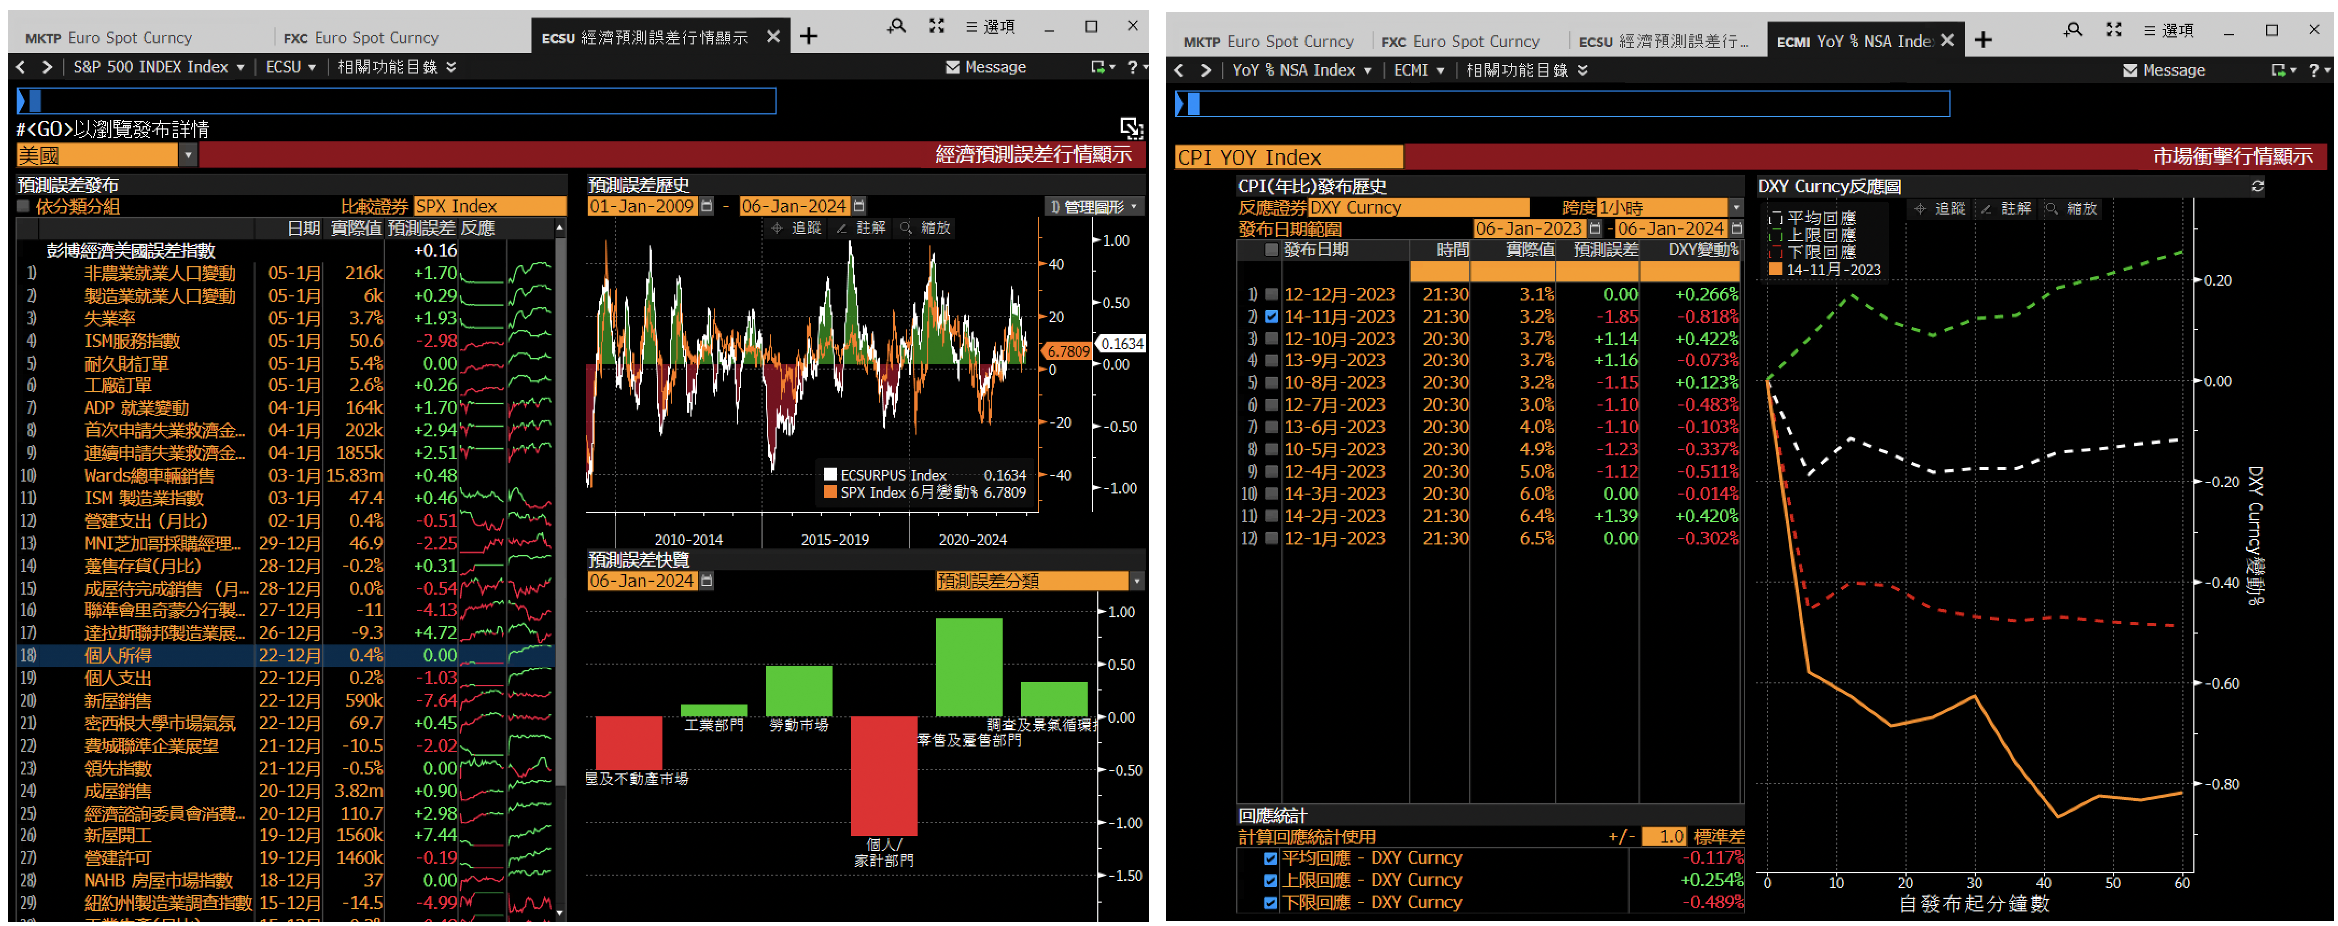 MKTP Euro Spot Curncy
FXC Euro Spot Curncy
ECSU 經濟預測誤差行情顯示
選項
S&P 500 INDEX Index
ECSU
相關功能目錄
Message
?
#<GO>以瀏覽發布詳情
美國
經濟預測誤差行情顯示
預測誤差發布
依分類分組 比較證券 SPX Index
日期 實際值 預測誤差 反應
彭博經濟美國誤差指數 +0.16
1) 非農業就業人口變動 05-1月 216k +1.70
2) 製造業就業人口變動 05-1月 6k +0.29
3) 失業率 05-1月 3.7% +1.93
4) ISM服務指數 05-1月 50.6 -2.98
5) 耐久財訂單 05-1月 5.4% 0.00
6) 工廠訂單 05-1月 2.6% +0.26
7) ADP 就業變動 04-1月 164k +1.70
8) 首次申請失業救濟金... 04-1月 202k +2.94
9) 連續申請失業救濟金... 04-1月 1855k +2.51
10) Wards總車輛銷售 03-1月 15.83m +0.48
11) ISM 製造業指數 03-1月 47.4 +0.46
12) 營建支出 (月比) 02-1月 0.4% -0.51
13) MNI芝加哥採購經理... 29-12月 46.9 -2.25
14) 躉售存貨(月比) 28-12月 -0.2% +0.31
15) 成屋待完成銷售 (月... 28-12月 0.0% -0.54
16) 聯準會里奇蒙分行製... 27-12月 -11 -4.13
17) 達拉斯聯邦製造業展... 26-12月 -9.3 +4.72
18) 個人所得 22-12月 0.4% 0.00
19) 個人支出 22-12月 0.2% -1.03
20) 新屋銷售 22-12月 590k -7.64
21) 密西根大學市場氣氛 22-12月 69.7 +0.45
22) 費城聯準企業展望 21-12月 -10.5 -2.02
23) 領先指數 21-12月 -0.5% 0.00
24) 成屋銷售 20-12月 3.82m +0.90
25) 經濟諮詢委員會消費... 20-12月 110.7 +2.98
26) 新屋開工 19-12月 1560k +7.44
27) 營建許可 19-12月 1460k -0.19
28) NAHB 房屋市場指數 18-12月 37 0.00
29) 紐約州製造業調查指數 15-12月 -14.5 -4.99
預測誤差歷史
01-Jan-2009 - 06-Jan-2024 1) 管理圖形
追蹤 註解 縮放
1.00
40
0.50
20
0.1634
6.7809
0.00
0
-20
-0.50
-40
-1.00
ECSURPUS Index 0.1634
SPX Index 6月變動% 6.7809
2010-2014 2015-2019 2020-2024
預測誤差快覽
06-Jan-2024 預測誤差分類
1.00
0.50
0.00
-0.50
-1.00
-1.50
屋及不動產市場
工業部門
勞動市場
個人/
家計部門
零售及躉售部門
調查及景氣循環
MKTP Euro Spot Curncy
FXC Euro Spot Curncy
ECSU 經濟預測誤差行...
ECMI YoY % NSA Inde
選項
YoY % NSA Index
ECMI
相關功能目錄
Message
?
CPI YOY Index
市場衝擊行情顯示
CPI(年比)發布歷史
反應證券 DXY Curncy 跨度 1小時
發布日期範圍 06-Jan-2023 - 06-Jan-2024
發布日期 時間 實際值 預測誤差 DXY變動%
1) 12-12月-2023 21:30 3.1% 0.00 +0.266%
2) 14-11月-2023 21:30 3.2% -1.85 -0.818%
3) 12-10月-2023 20:30 3.7% +1.14 +0.422%
4) 13-9月-2023 20:30 3.7% +1.16 -0.073%
5) 10-8月-2023 20:30 3.2% -1.15 +0.123%
6) 12-7月-2023 20:30 3.0% -1.10 -0.483%
7) 13-6月-2023 20:30 4.0% -1.10 -0.103%
8) 10-5月-2023 20:30 4.9% -1.23 -0.337%
9) 12-4月-2023 20:30 5.0% -1.12 -0.511%
10) 14-3月-2023 20:30 6.0% 0.00 -0.014%
11) 14-2月-2023 21:30 6.4% +1.39 +0.420%
12) 12-1月-2023 21:30 6.5% 0.00 -0.302%
回應統計
計算回應統計使用 +/- 1.0 標準差
平均回應 - DXY Curncy -0.117%
上限回應 - DXY Curncy +0.254%
下限回應 - DXY Curncy -0.489%
DXY Curncy反應圖
追蹤 註解 縮放
平均回應
上限回應
下限回應
14-11月-2023
0.20
0.00
-0.20
-0.40
-0.60
-0.80
DXY Curncy變動%
0 10 20 30 40 50 60
自發布起分鐘數